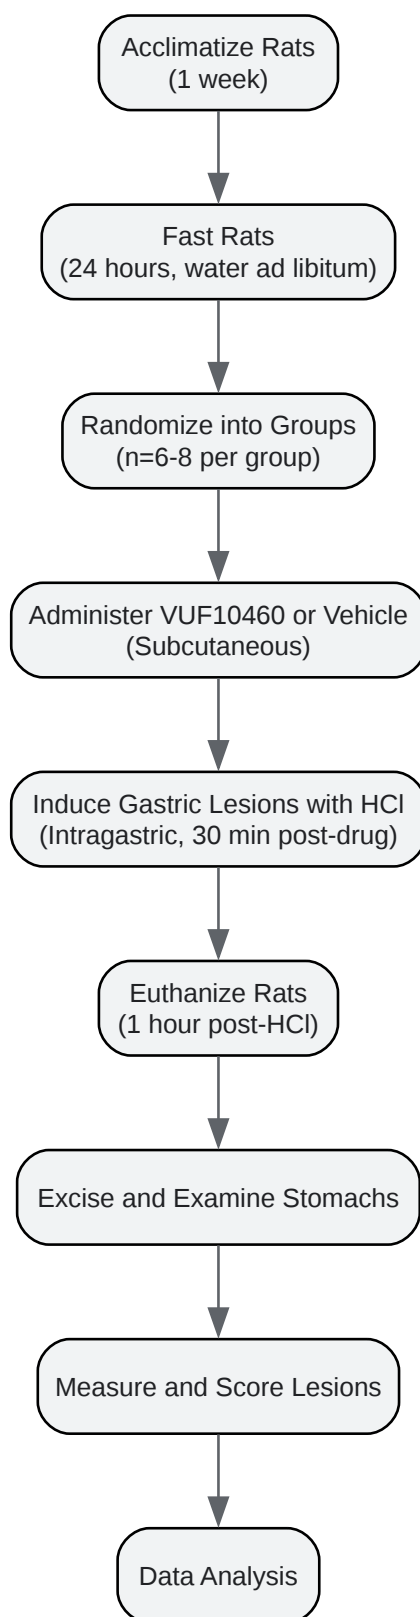 Acclimatize Rats
(1 week)
Fast Rats
(24 hours, water ad libitum)
Randomize into Groups
(n=6-8 per group)
Administer VUF10460 or Vehicle
(Subcutaneous)
Induce Gastric Lesions with HCl
(Intragastric, 30 min post-drug)
Euthanize Rats
(1 hour post-HCl)
Excise and Examine Stomachs
Measure and Score Lesions
Data Analysis